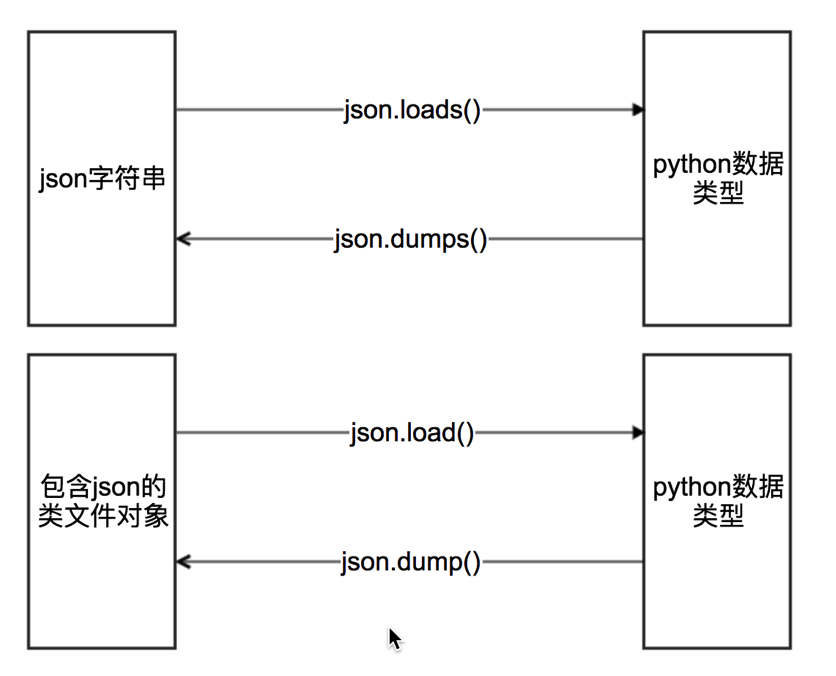 json.loads()
json字符串
python数据
类型
json.dumps()
json.load()
包含json的
类文件对象
python数据
类型
json.dump()